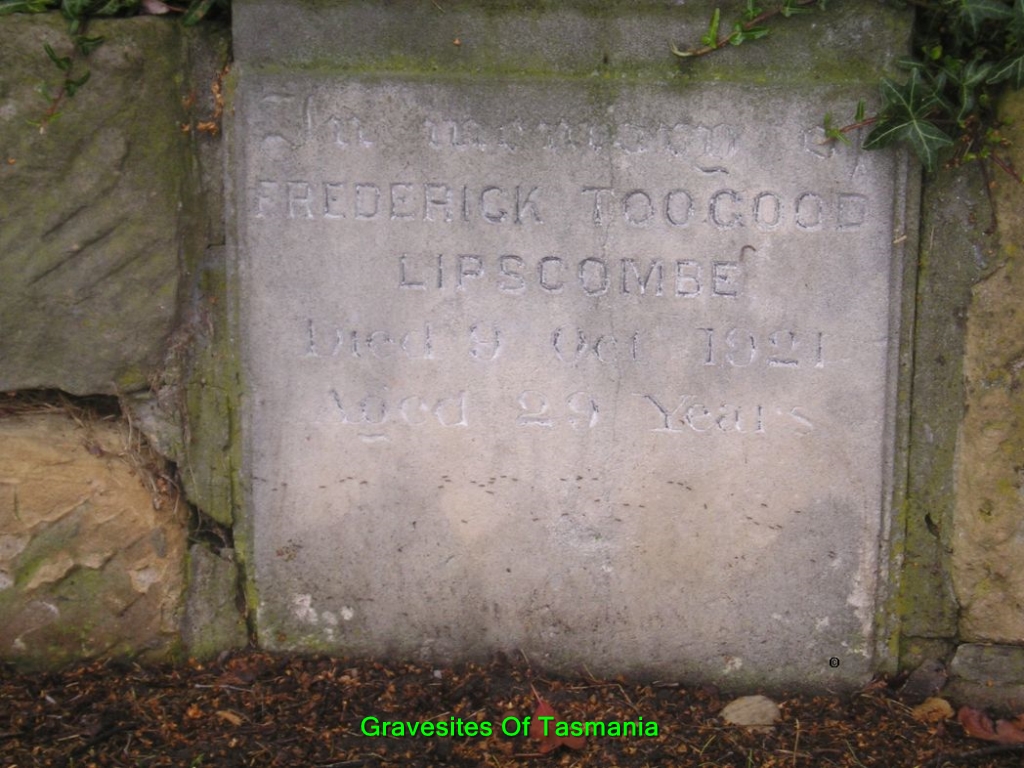 In memory of
FREDERICK TOOGOOD
LIPSCOMBE
Died 9 Oct 1921
Aged 29 Years
Gravesites Of Tasmania